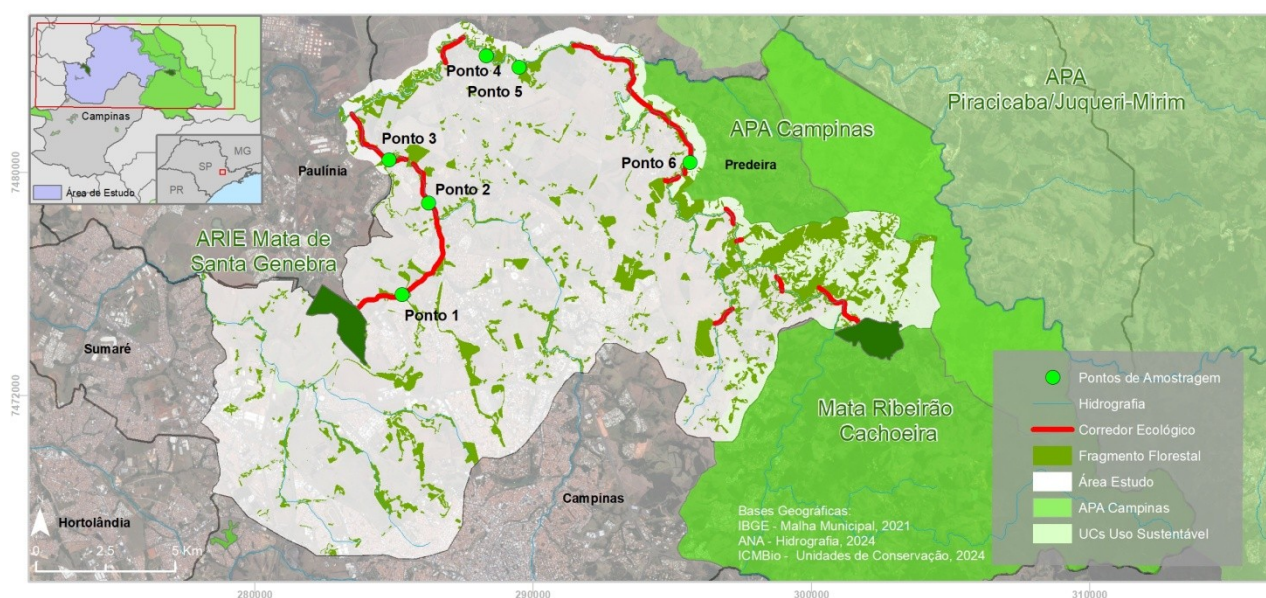 Campinas
MG
SP
PR
Área de Estudo
Ponto 4
Ponto 5
Ponto 3
Ponto 2
Ponto 6
Ponto 1
Paulínia
APA Campinas
Predeira
APA
Piracicaba/Juqueri-Mirim
ARIE Mata de
Santa Genebra
Sumaré
Hortolândia
Campinas
Mata Ribeirão
Cachoeira
Pontos de Amostragem
Hidrografia
Corredor Ecológico
Fragmento Florestal
Área Estudo
APA Campinas
UCs Uso Sustentável
Bases Geográficas:
IBGE - Malha Municipal, 2021
ANA - Hidrografia, 2024
ICMBio - Unidades de Conservação, 2024
0 2.5 5 Km
7480000
7472000
280000
290000
300000
310000